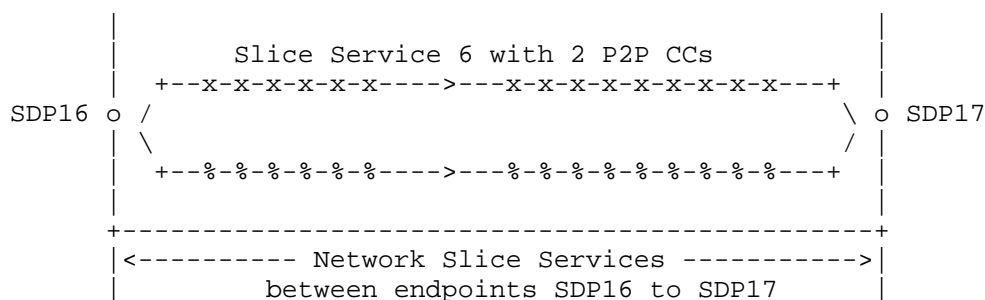 Slice Service 6 with 2 P2P CCs
+--x-x-x-x-x-x---->---x-x-x-x-x-x-x-x-x---+
SDP16 o / \ o SDP17
+--%-%-%-%-%-%---->---%-%-%-%-%-%-%-%-%---+
+-----------------------------------------------+
|<---------- Network Slice Services ----------->|
| between endpoints SDP16 to SDP17 |